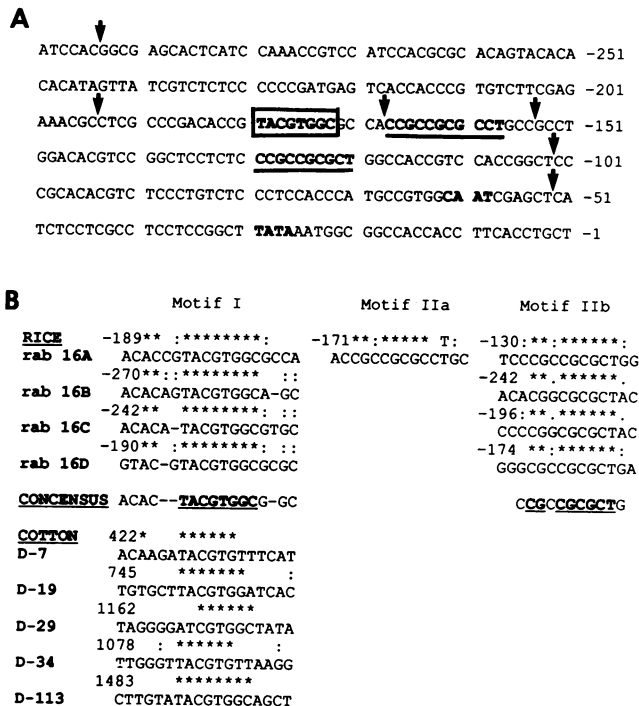 A
ATCCACGGCG AGCACTCATC CAAACCGTCC ATCCACGCGC ACAGTACACA -251
CACATAGTTA TCGTCTCTCC CCCCGATGAG TCACCACCCG TGTCTTCGAG -201
AAACGCCTCG CCCGACACCG TACGTGGCGC CACCGCCGCG CCTGCCGCCT -151
GGACACGTCC GGCTCCTCTC CCGCCGCGCT GGCCACCGTC CACCGGCTCC -101
CGCACACGTC TCCCTGTCTC CCTCCACCCA TGCCGTGGCA ATCGAGCTCA -51
TCTCCTCGCC TCCTCCGGCT TATAAATGGC GGCCACCACC TTCACCTGCT -1
B
Motif I Motif IIa Motif IIb
RICE -189** :********: : -171**:***** T: -130:**:******:
rab 16A ACACCGTACGTGGCGCCA ACCGCCGCGCCTGC TCCCGCCGCGCTGG
-270**::******** :: -242 **.******.
rab 16B ACACAGTACGTGGCA-GC ACACGGCGCGCTAC
-242** ********: :: -196:**.******.
rab 16C ACACA-TACGTGGCGTGC CCCCGGCGCGCTAC
-190** ********: :: -174 **:******:
rab 16D GTAC-GTACGTGGCGCGC GGGCGCCGCGCTGA
CONCENSUS ACAC--TACGTGGCG-GC CCGCCGCGCTG
COTTON 422* ******
D-7 ACAAGATACGTGTTTCAT
745 ******* :
D-19 TGTGCTTACGTGGATCAC
1162 ******
D-29 TAGGGGATCGTGGCTATA
1078 : ****** :
D-34 TTGGGTTACGTGTTAAGG
1483 ********
D-113 CTTGTATACGTGGCAGCT